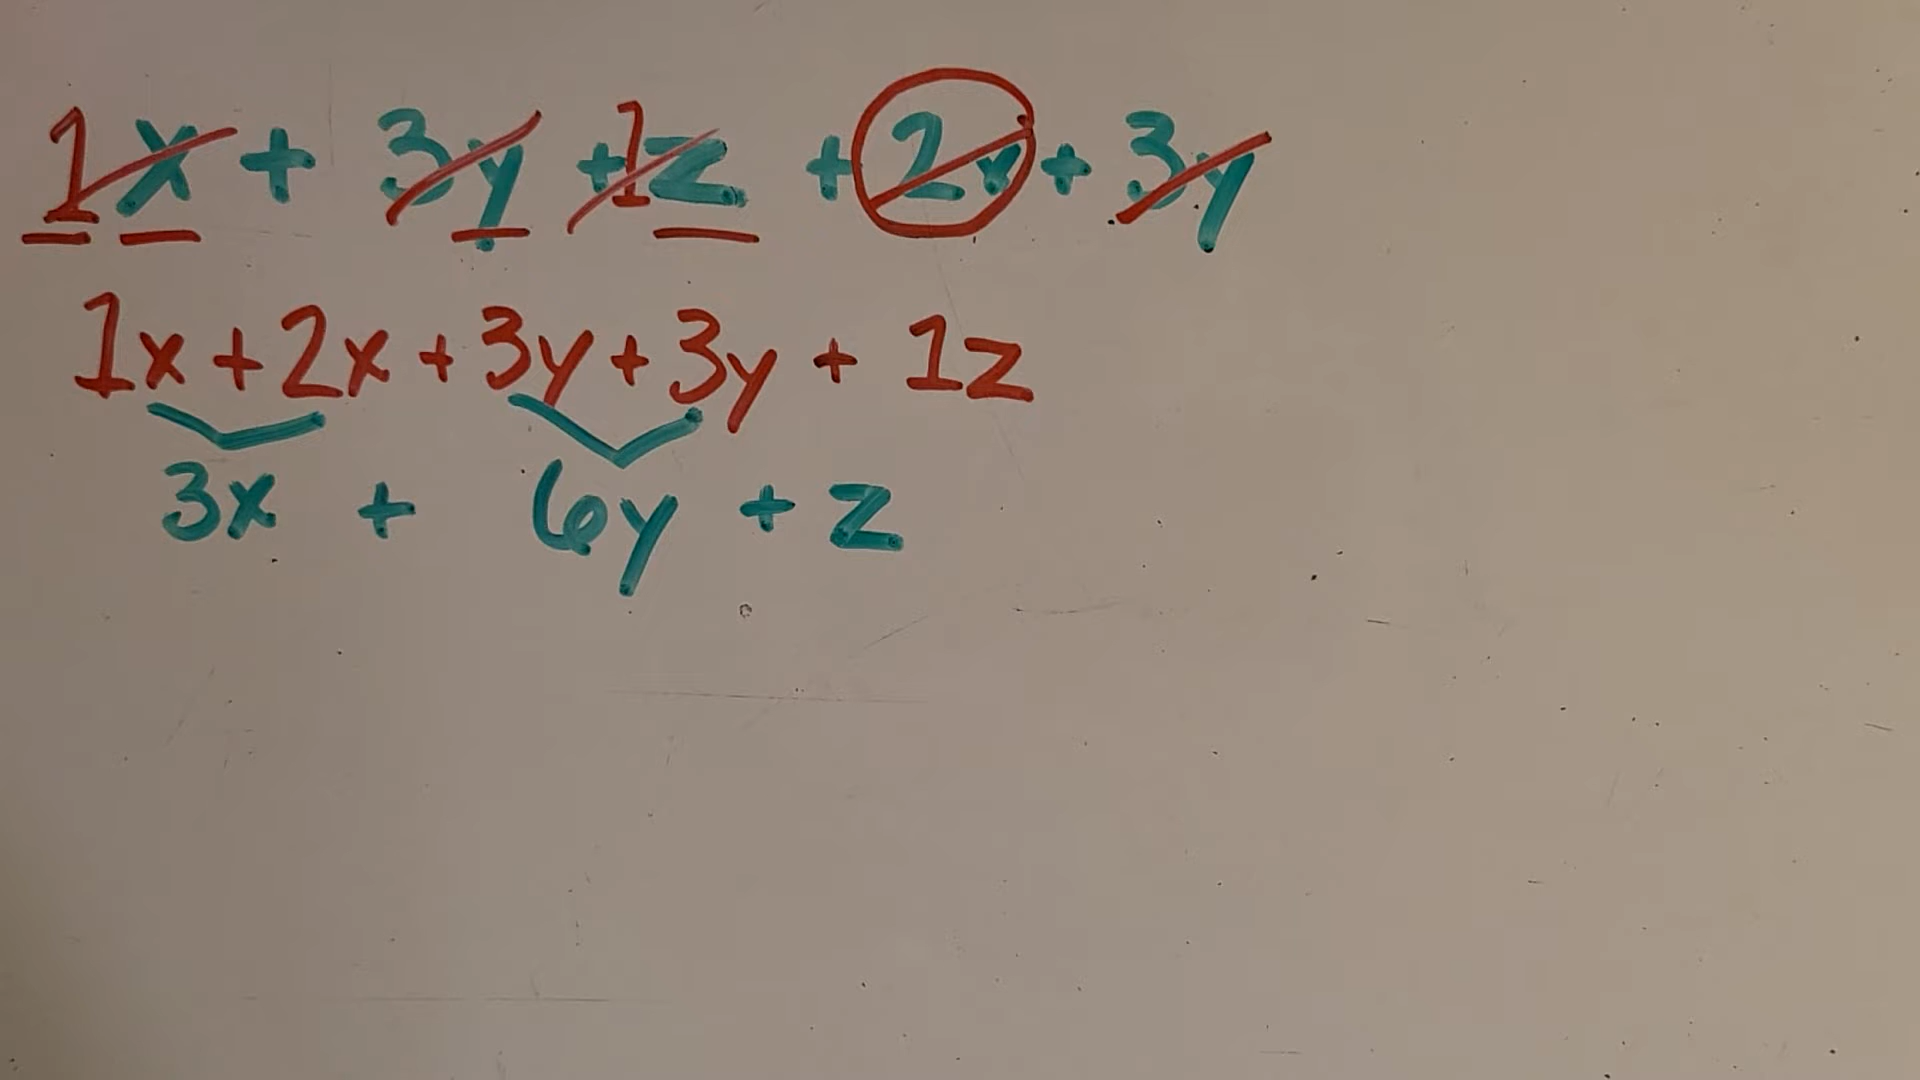 1x + 3y + 1z + 2x + 3y
1x + 2x + 3y + 3y + 1z
3x + 6y + z